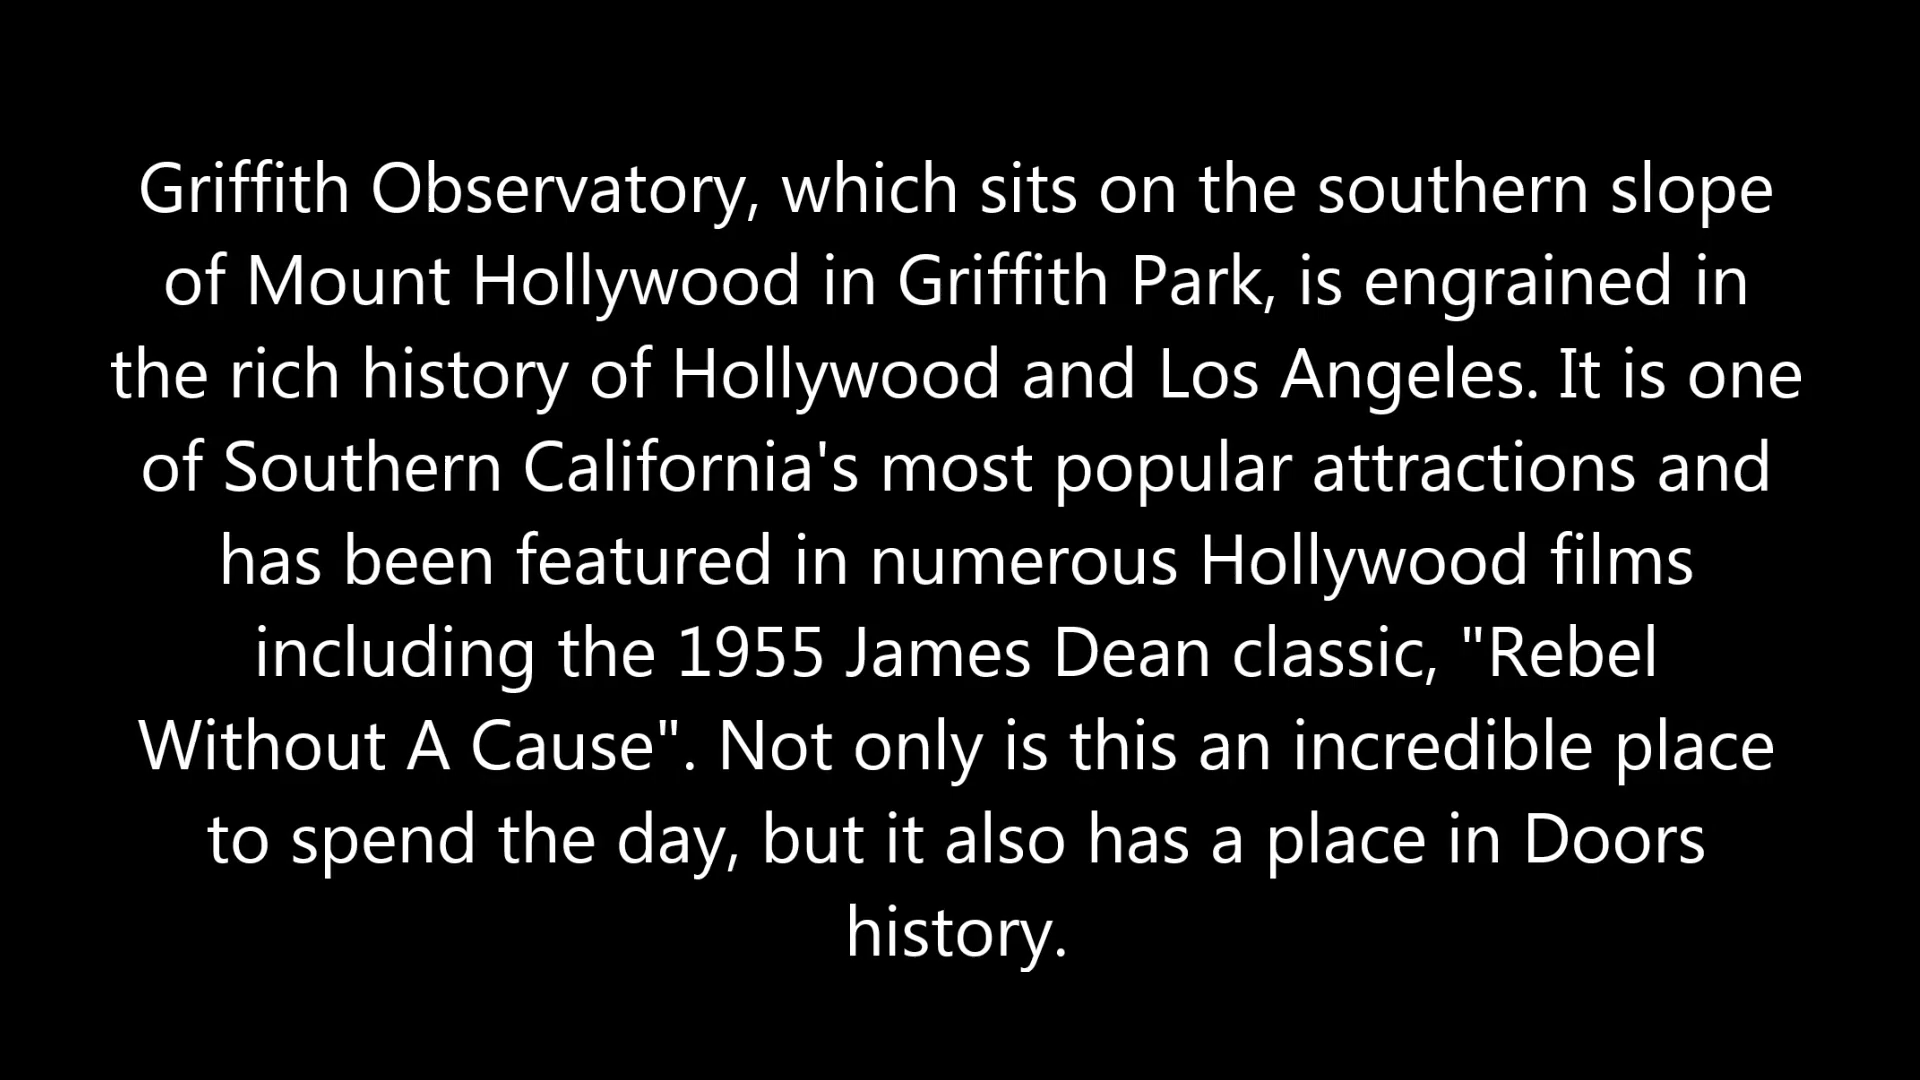 Griffith Observatory, which sits on the southern slope
of Mount Hollywood in Griffith Park, is engrained in
the rich history of Hollywood and Los Angeles. It is one
of Southern California's most popular attractions and
has been featured in numerous Hollywood films
including the 1955 James Dean classic, "Rebel
Without A Cause". Not only is this an incredible place
to spend the day, but it also has a place in Doors
history.